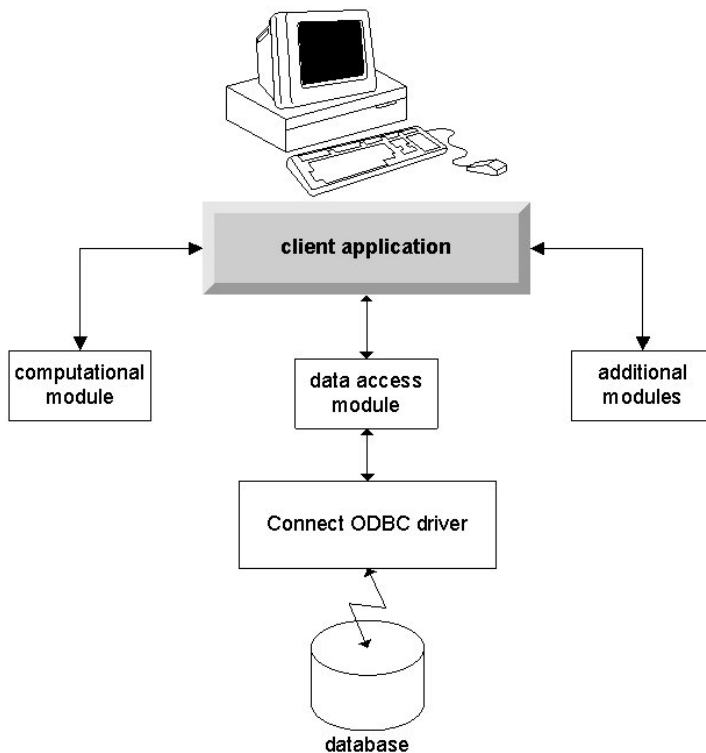 client application
computational
module
data access
module
additional
modules
Connect ODBC driver
database